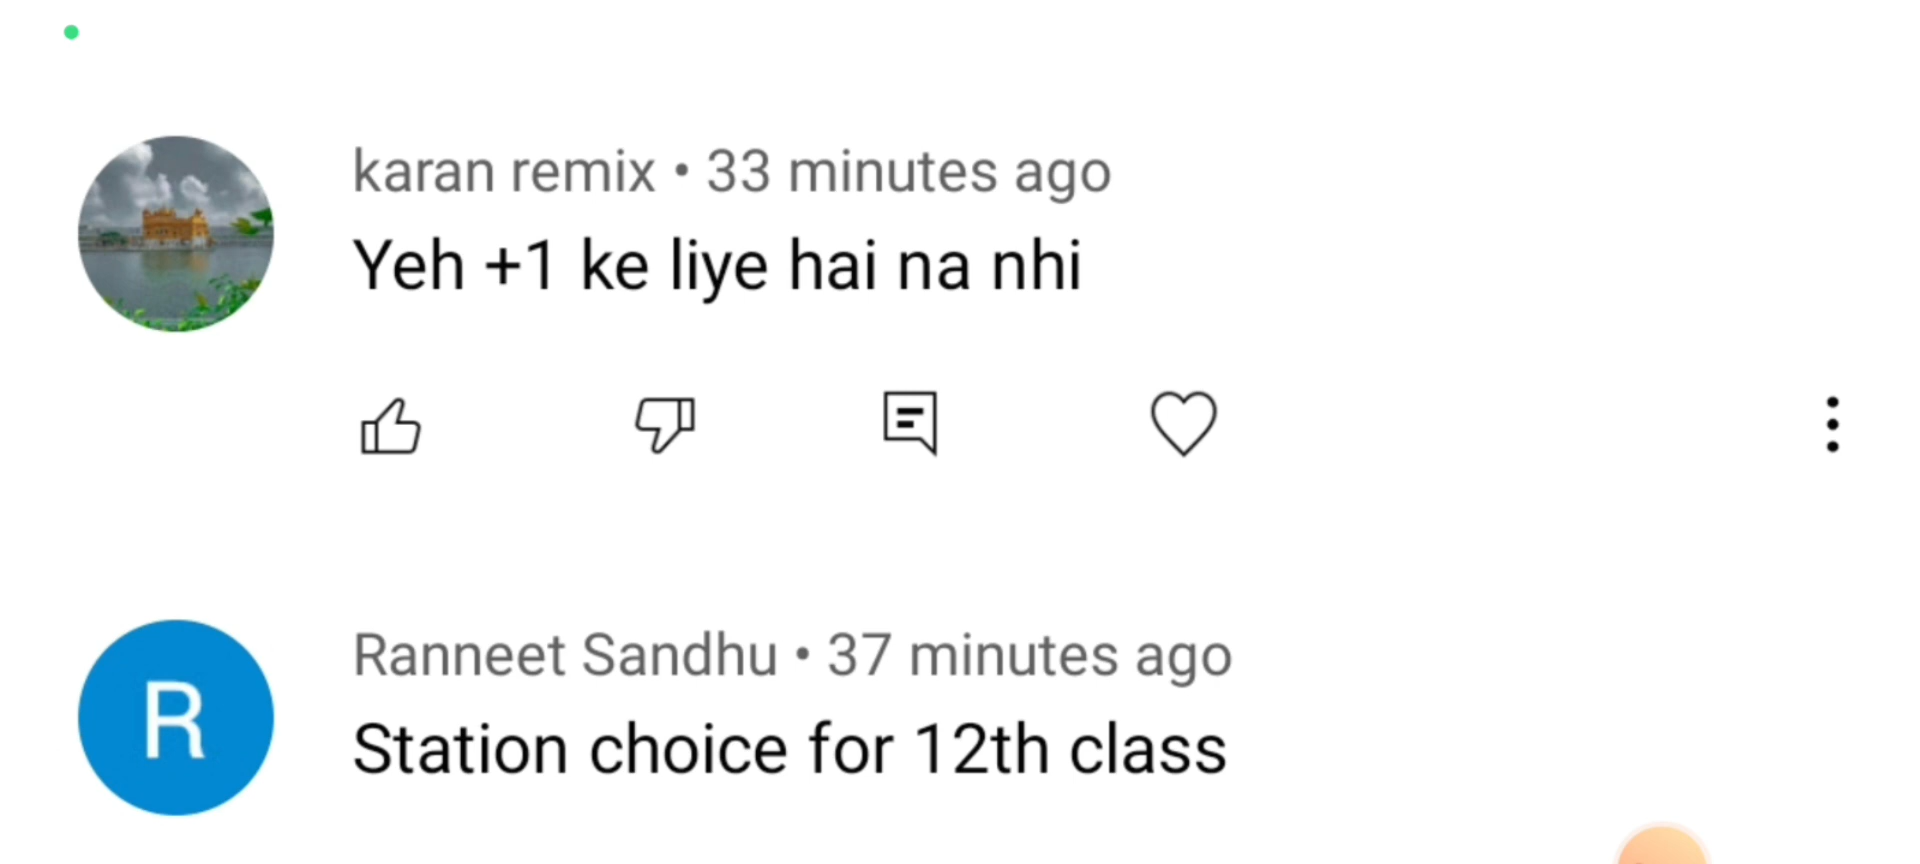 karan remix • 33 minutes ago
Yeh +1 ke liye hai na nhi
R
Ranneet Sandhu • 37 minutes ago
Station choice for 12th class